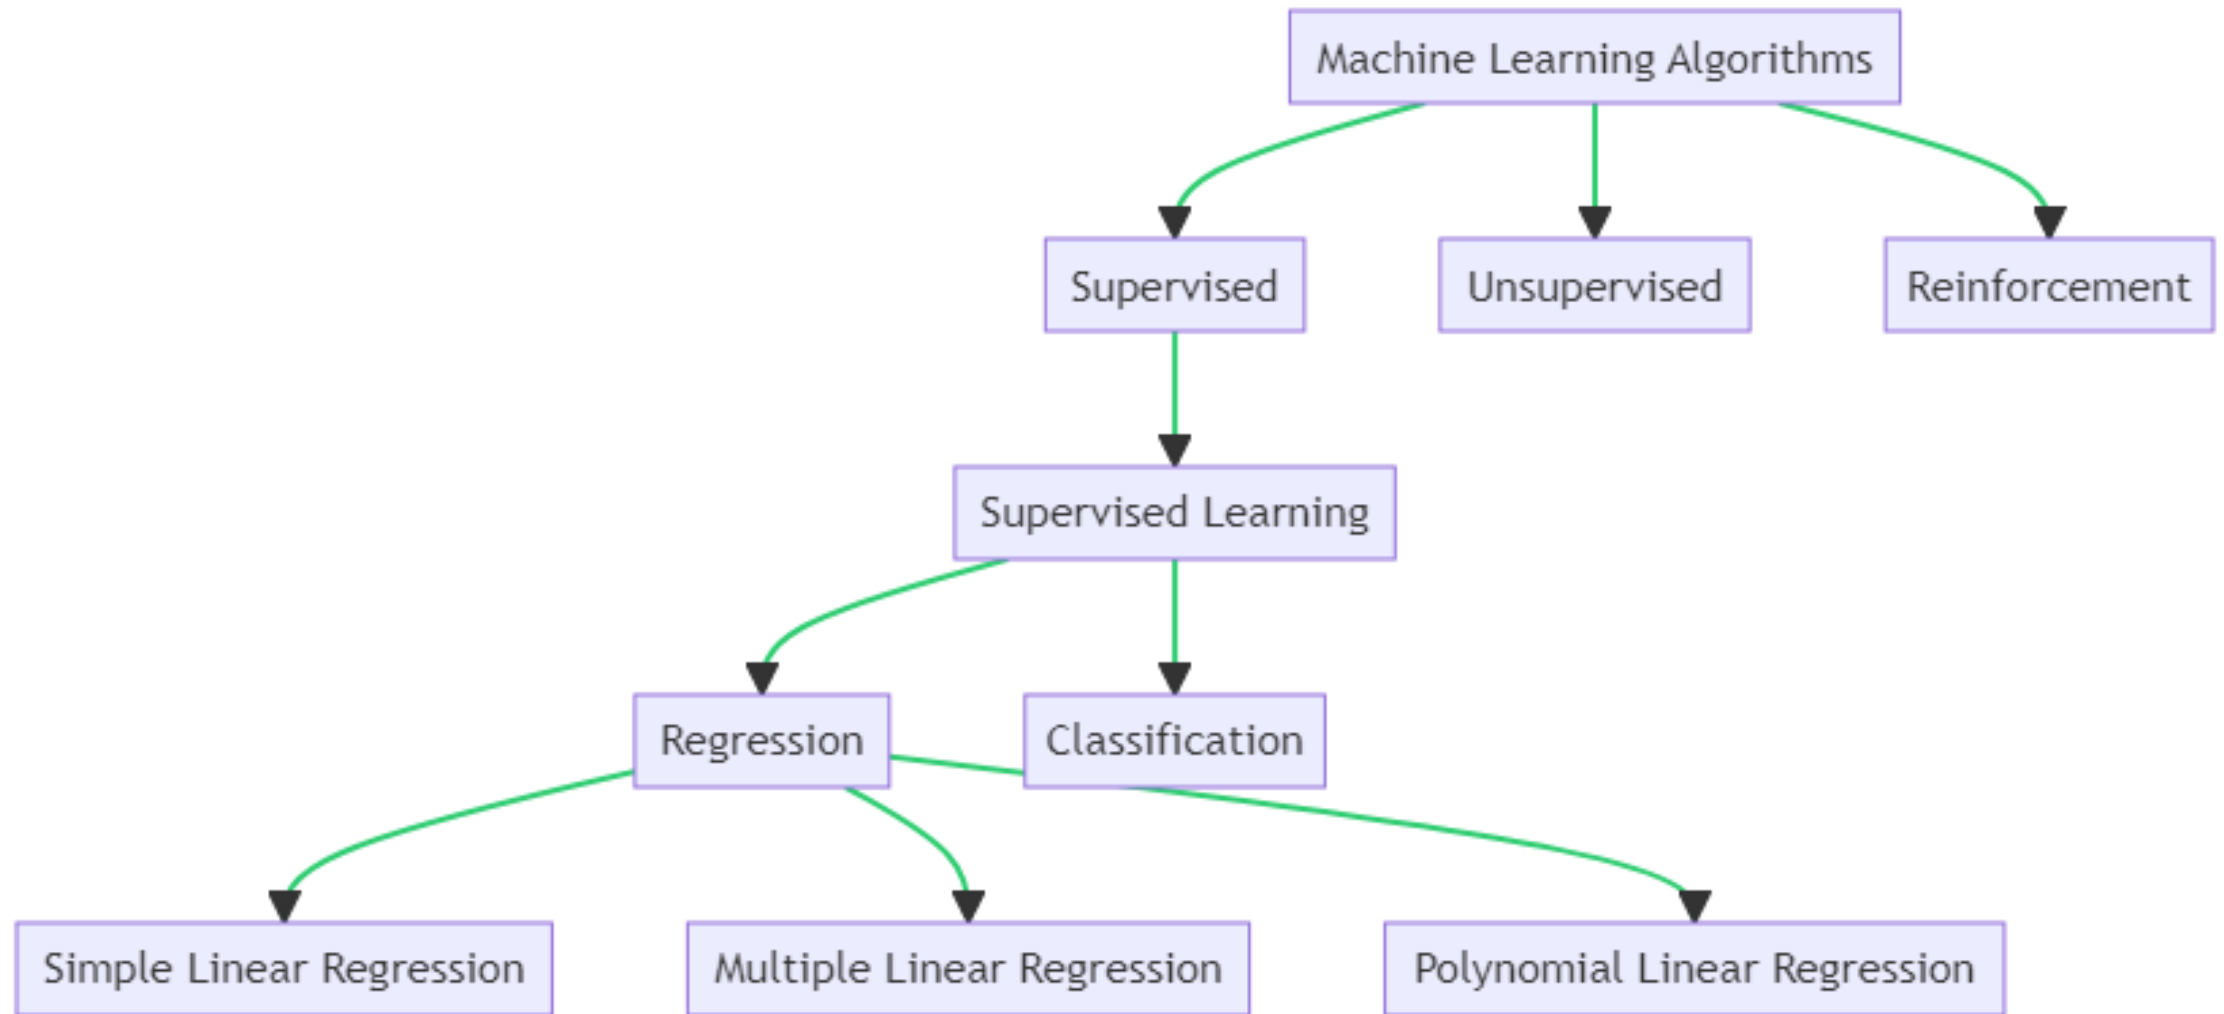 Machine Learning Algorithms
Supervised
Unsupervised
Reinforcement
Supervised Learning
Regression
Classification
Simple Linear Regression
Multiple Linear Regression
Polynomial Linear Regression